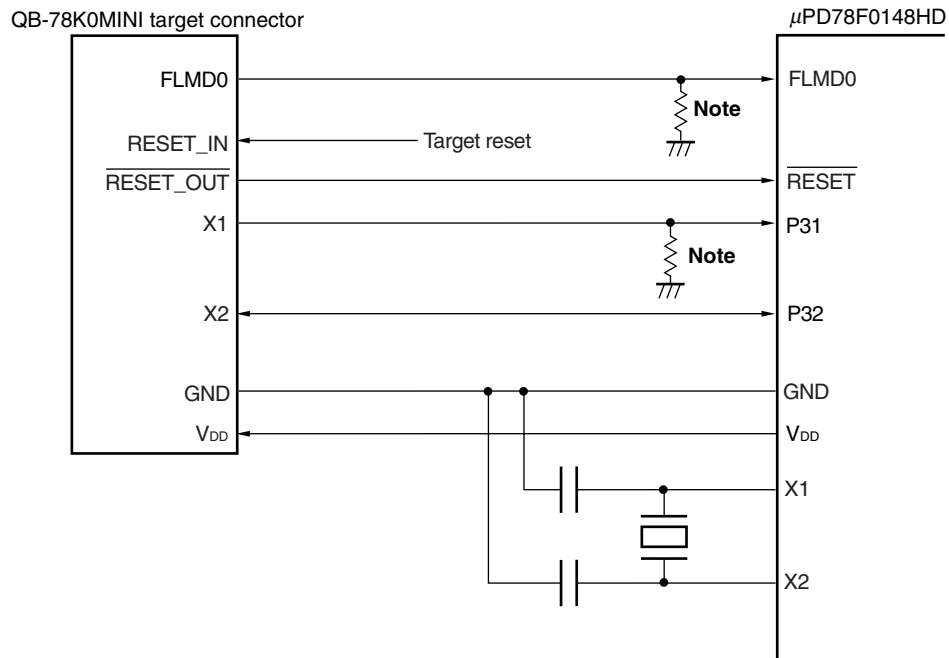 QB-78K0MINI target connector
μPD78F0148HD
FLMD0
FLMD0
Note
RESET_IN
Target reset
RESET_OUT
RESET
X1
P31
Note
X2
P32
GND
GND
VDD
VDD
X1
X2